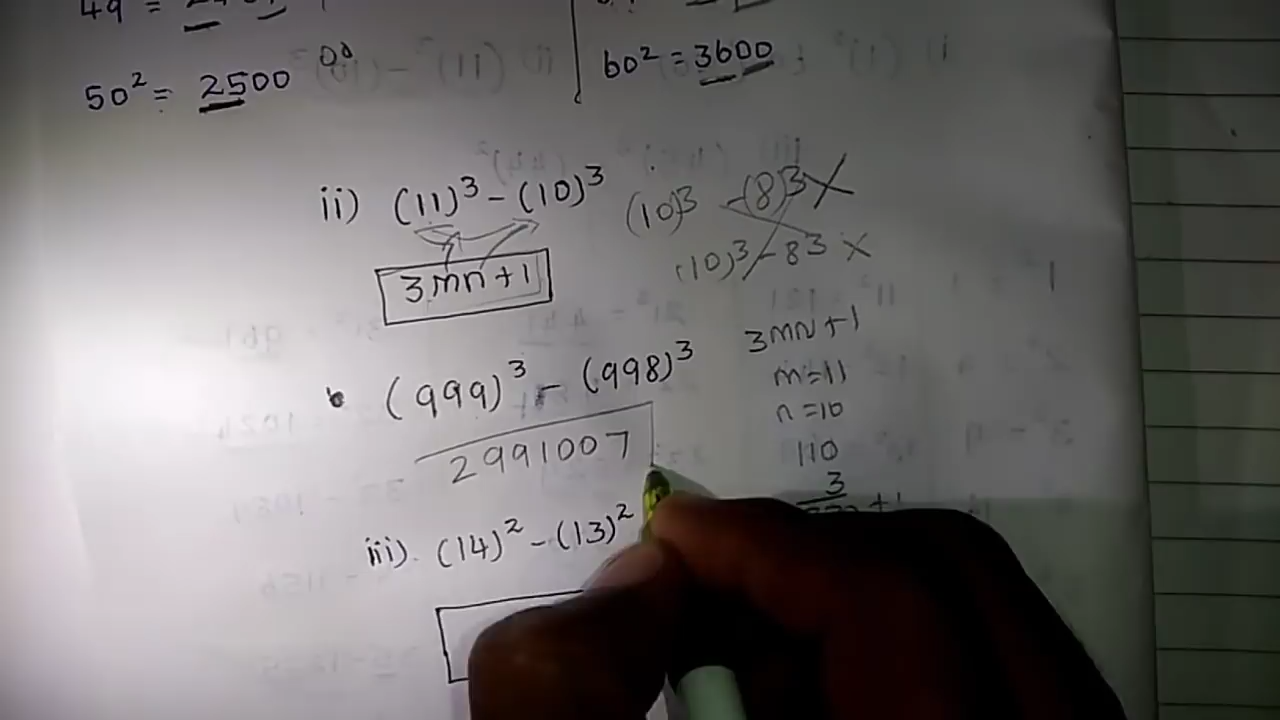 50² = 2500
60² = 3600
ii) (11)³ - (10)³
(10)³ - (8)³ X
(10)³ - 8³ X
3mn+1
(999)³ - (998)³
2991007
3mn+1
m=11
n=10
110
3
+1
iii). (14)² - (13)²